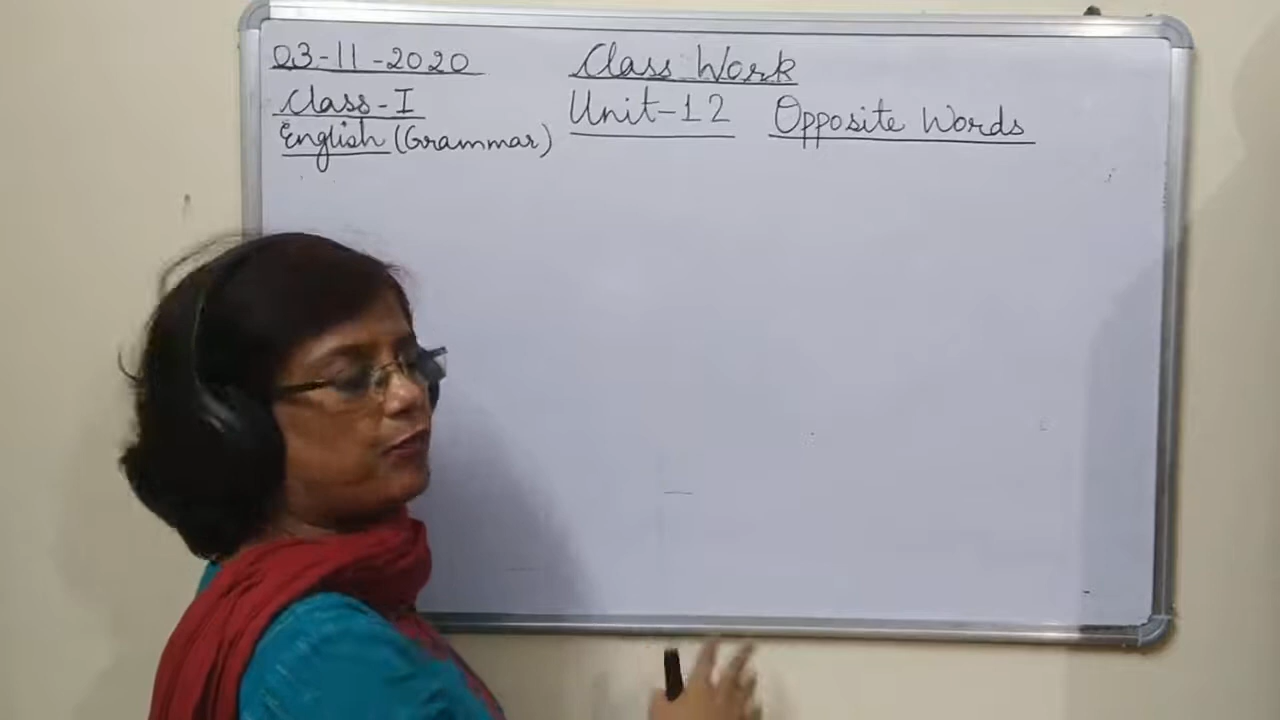 03-11-2020 Class Work
Class-I Unit-12 Opposite Words
English (Grammar)